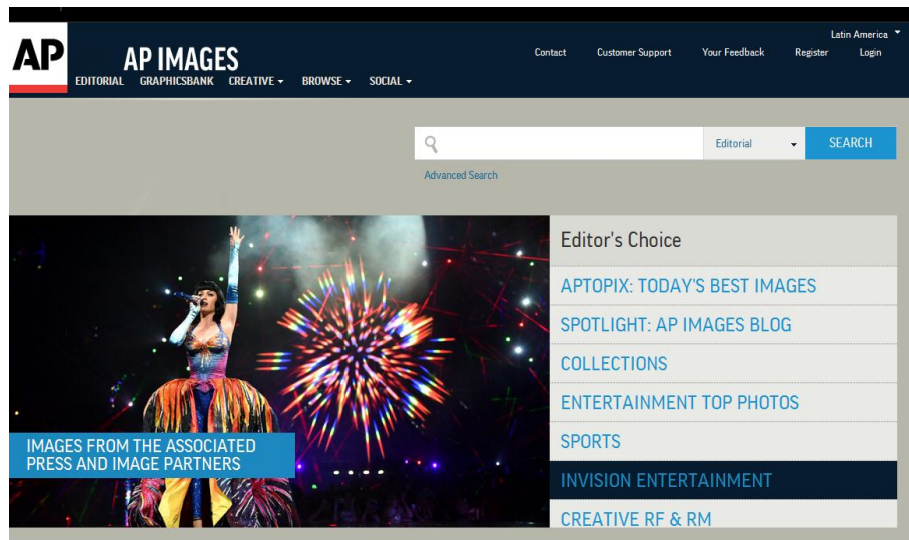 Latin America
AP
AP IMAGES
Contact Customer Support Your Feedback Register Login
EDITORIAL GRAPHICSBANK CREATIVE BROWSE SOCIAL
Editorial
SEARCH
Advanced Search
IMAGES FROM THE ASSOCIATED
PRESS AND IMAGE PARTNERS
Editor's Choice
APTOPIX: TODAY'S BEST IMAGES
SPOTLIGHT: AP IMAGES BLOG
COLLECTIONS
ENTERTAINMENT TOP PHOTOS
SPORTS
INVISION ENTERTAINMENT
CREATIVE RF & RM